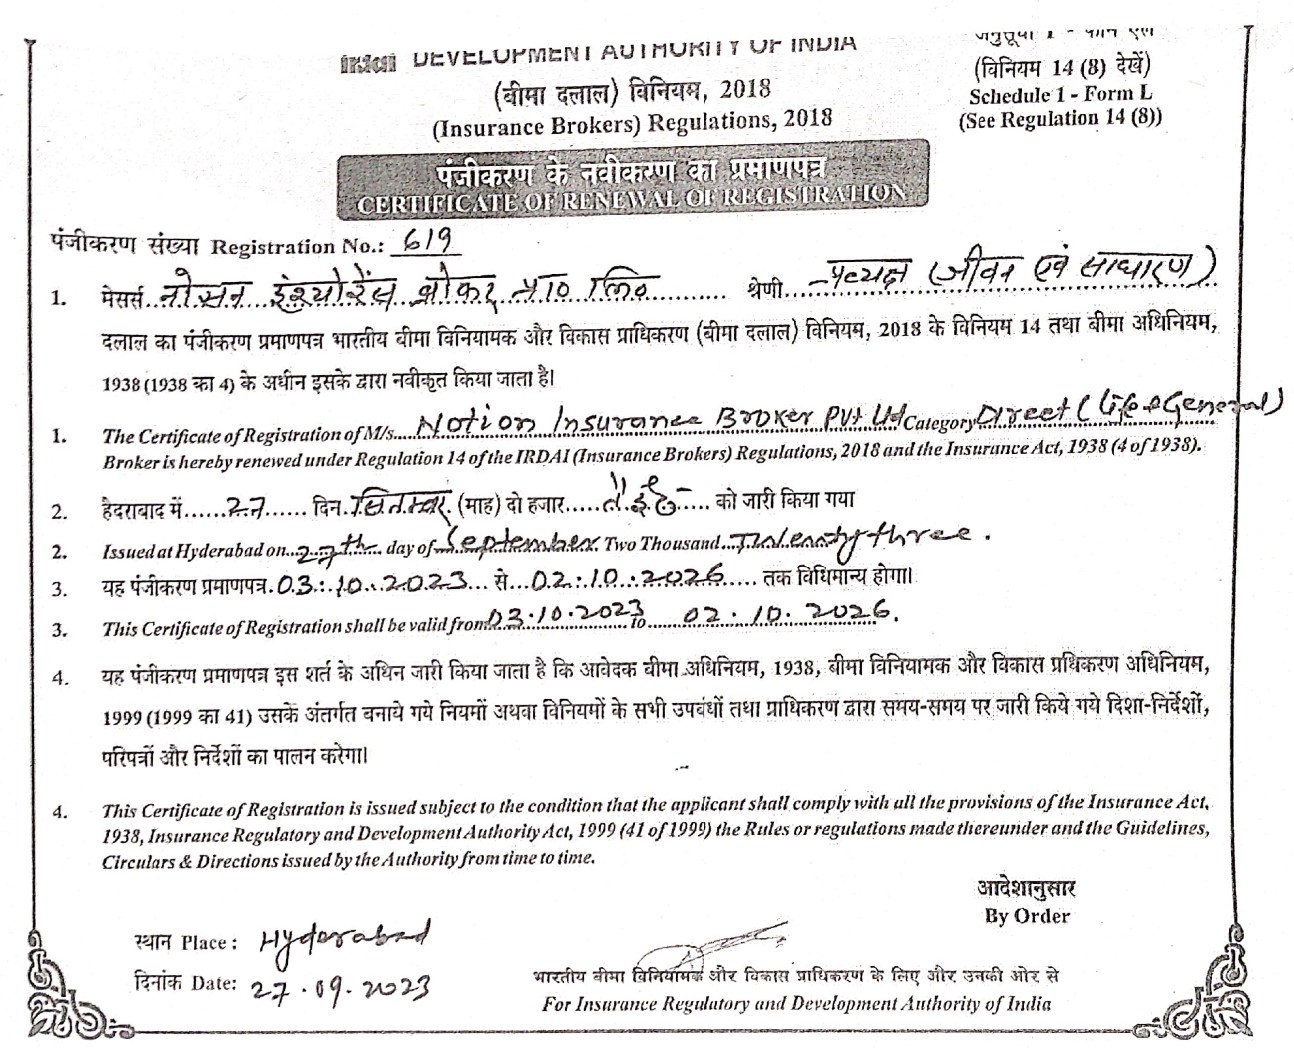 irdai DEVELOPMENT AUTHORITY OF INDIA
अनुसूची 1 - फार्म एल
(विनियम 14 (8) देखें)
Schedule 1 - Form L
(See Regulation 14 (8))
(बीमा दलाल) विनियम, 2018
(Insurance Brokers) Regulations, 2018
पंजीकरण के नवीकरण का प्रमाणपत्र
CERTIFICATE OF RENEWAL OF REGISTRATION
पंजीकरण संख्या Registration No.: 619
1. मेसर्स नोसन इंश्योरेंस ब्रोकर प्रा० लि० श्रेणी प्रत्यक्ष (जीवन एवं साधारण)
दलाल का पंजीकरण प्रमाणपत्र भारतीय बीमा विनियामक और विकास प्राधिकरण (बीमा दलाल) विनियम, 2018 के विनियम 14 तथा बीमा अधिनियम,
1938 (1938 का 4) के अधीन इसके द्वारा नवीकृत किया जाता है।
1. The Certificate of Registration of M/s. Notion Insurance Broker Pvt Ltd Category Direct (Life & General)
Broker is hereby renewed under Regulation 14 of the IRDAI (Insurance Brokers) Regulations, 2018 and the Insurance Act, 1938 (4 of 1938).
2. हैदराबाद में 27 दिन सितम्बर (माह) दो हजार तेईस को जारी किया गया
2. Issued at Hyderabad on 27th day of September Two Thousand Twenty three.
3. यह पंजीकरण प्रमाणपत्र 03.10.2023 से 02.10.2026 तक विधिमान्य होगा।
3. This Certificate of Registration shall be valid from 03.10.2023 to 02.10.2026.
4. यह पंजीकरण प्रमाणपत्र इस शर्त के अधिन जारी किया जाता है कि आवेदक बीमा अधिनियम, 1938, बीमा विनियामक और विकास प्रधिकरण अधिनियम,
1999 (1999 का 41) उसके अंतर्गत बनाये गये नियमों अथवा विनियमों के सभी उपबंधों तथा प्राधिकरण द्वारा समय-समय पर जारी किये गये दिशा-निर्देशों,
परिपत्रों और निर्देशों का पालन करेगा।
4. This Certificate of Registration is issued subject to the condition that the applicant shall comply with all the provisions of the Insurance Act,
1938, Insurance Regulatory and Development Authority Act, 1999 (41 of 1999) the Rules or regulations made thereunder and the Guidelines,
Circulars & Directions issued by the Authority from time to time.
आदेशानुसार
By Order
स्थान Place : Hyderabad
दिनांक Date: 27.09.2023
भारतीय बीमा विनियामक और विकास प्राधिकरण के लिए और उनकी ओर से
For Insurance Regulatory and Development Authority of India